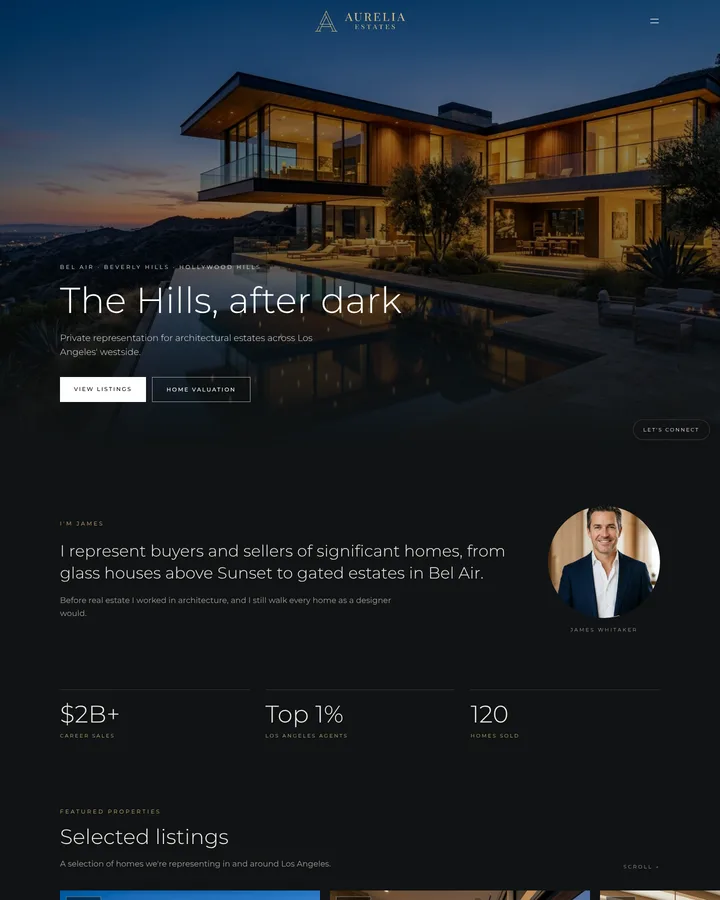 AURELIA
ESTATES
BEL AIR · BEVERLY HILLS · HOLLYWOOD HILLS
The Hills, after dark
Private representation for architectural estates across Los
Angeles' westside.
VIEW LISTINGS
HOME VALUATION
LET'S CONNECT
I'M JAMES
I represent buyers and sellers of significant homes, from
glass houses above Sunset to gated estates in Bel Air.
Before real estate I worked in architecture, and I still walk every home as a designer
would.
JAMES WHITAKER
$2B+
CAREER SALES
Top 1%
LOS ANGELES AGENTS
120
HOMES SOLD
FEATURED PROPERTIES
Selected listings
A selection of homes we're representing in and around Los Angeles.
SCROLL